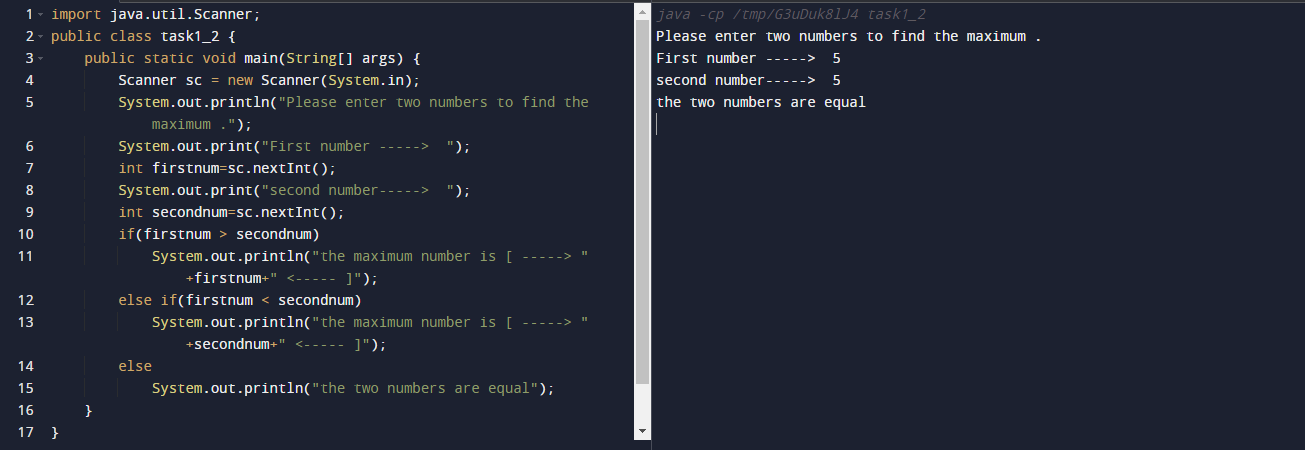 1 import java.util.Scanner;
2 public class task1_2 {
3     public static void main(String[] args) {
4         Scanner sc = new Scanner(System.in);
5         System.out.println("Please enter two numbers to find the
            maximum .");
6         System.out.print("First number ----->  ");
7         int firstnum=sc.nextInt();
8         System.out.print("second number----->  ");
9         int secondnum=sc.nextInt();
10         if(firstnum > secondnum)
11             System.out.println("the maximum number is [ -----> "
                +firstnum+" <----- ]");
12         else if(firstnum < secondnum)
13             System.out.println("the maximum number is [ -----> "
                +secondnum+" <----- ]");
14         else
15             System.out.println("the two numbers are equal");
16     }
17 }
java -cp /tmp/G3uDuk8lJ4 task1_2
Please enter two numbers to find the maximum .
First number ----->  5
second number----->  5
the two numbers are equal